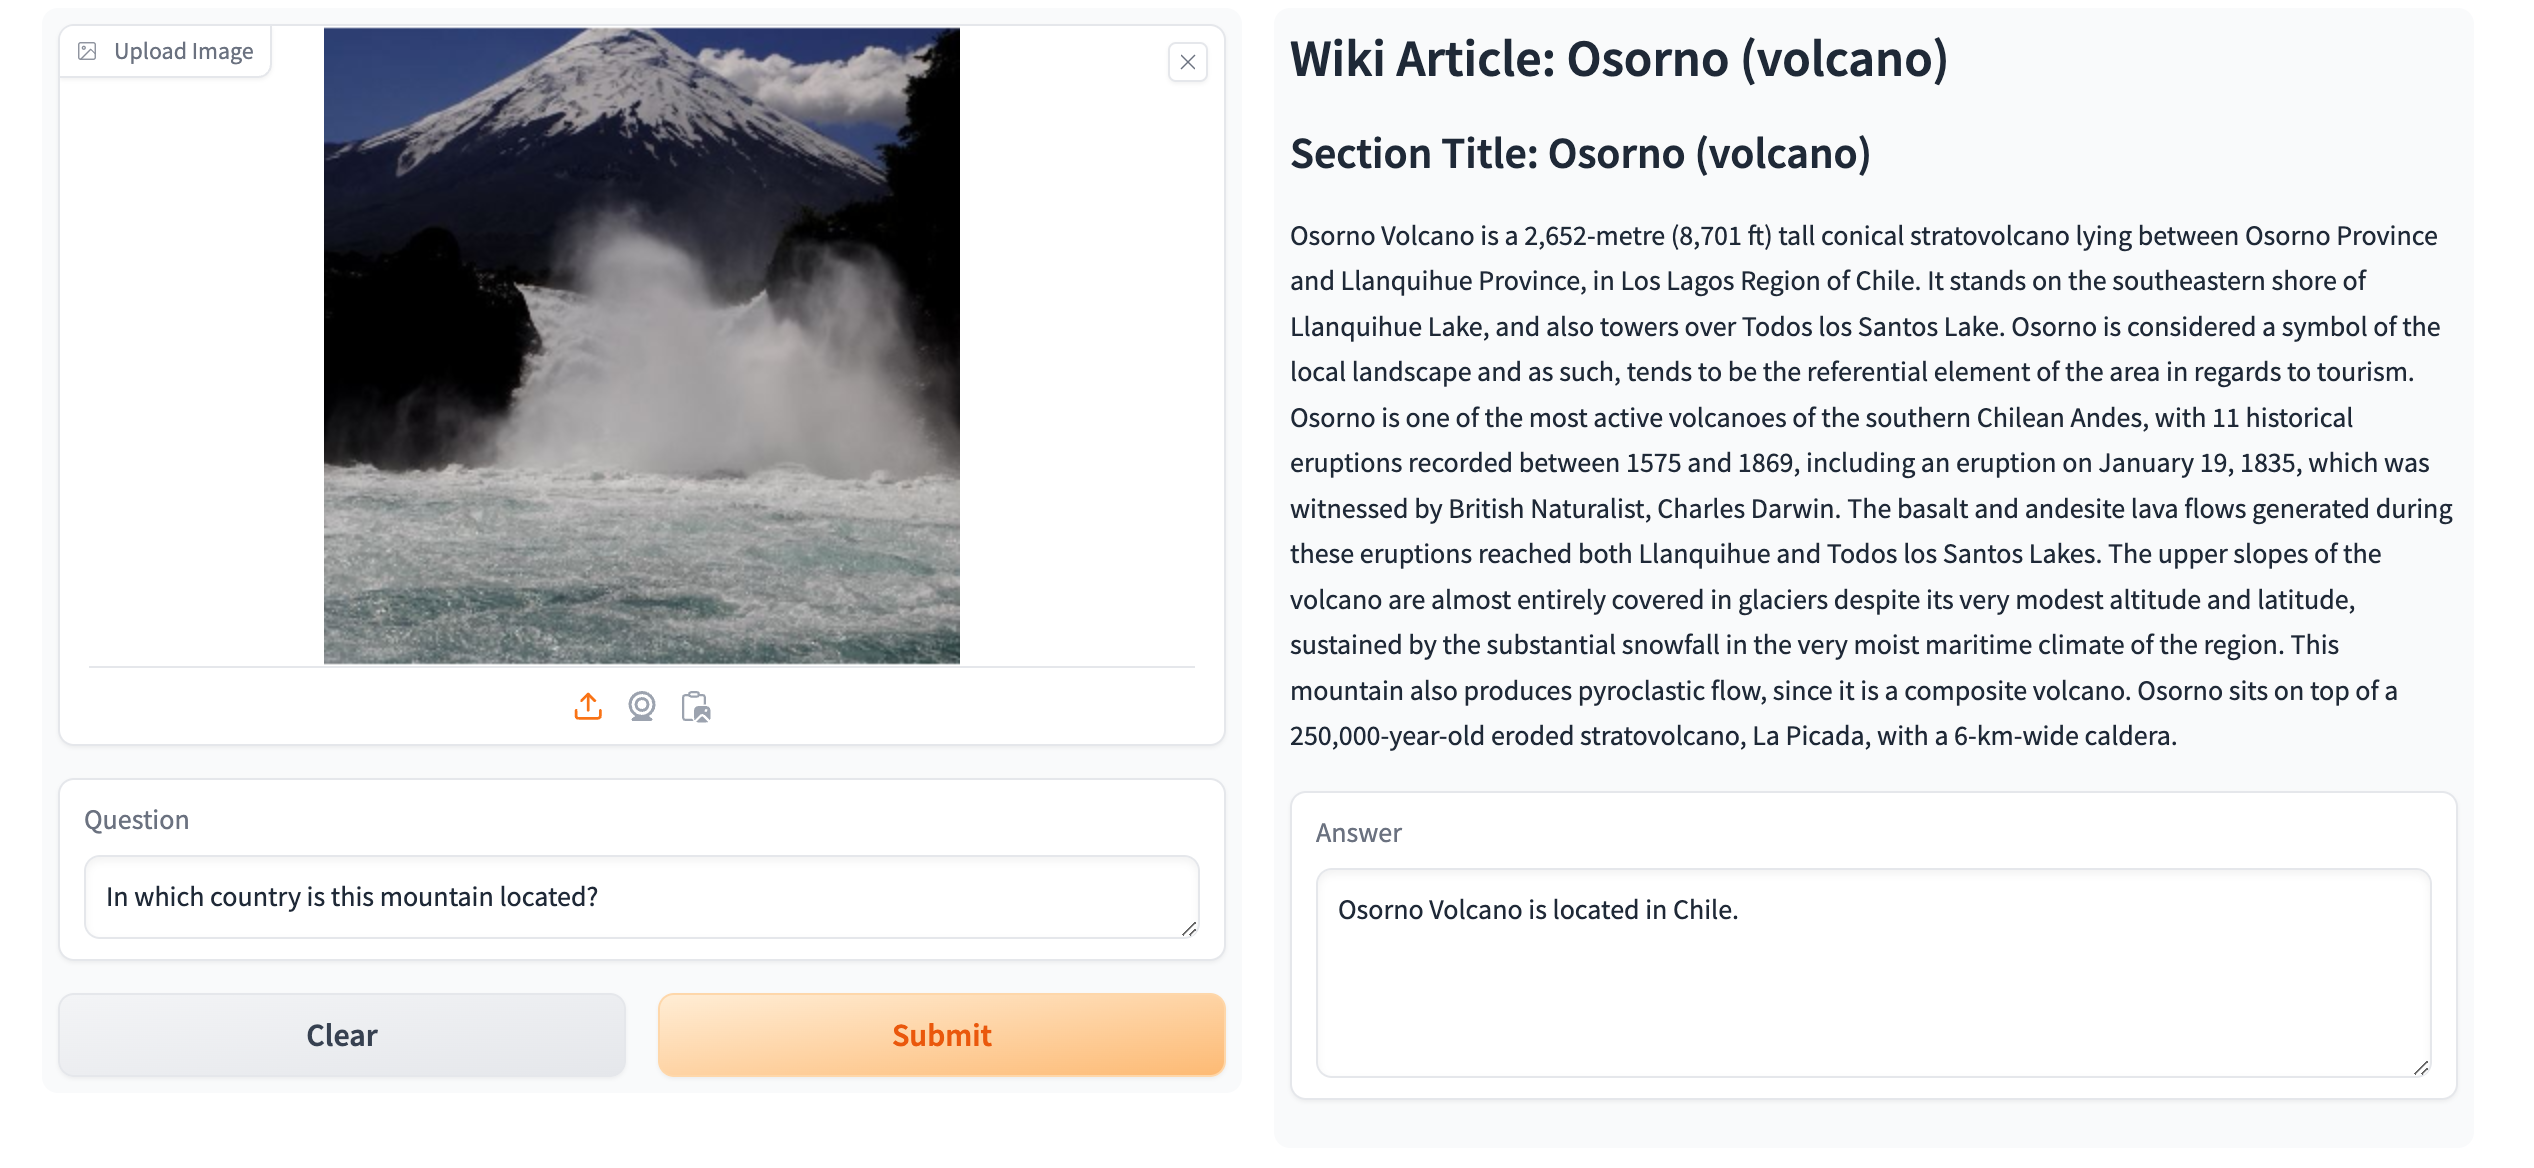 Upload Image
Question
In which country is this mountain located?
Clear
Submit
Wiki Article: Osorno (volcano)
Section Title: Osorno (volcano)
Osorno Volcano is a 2,652-metre (8,701 ft) tall conical stratovolcano lying between Osorno Province
and Llanquihue Province, in Los Lagos Region of Chile. It stands on the southeastern shore of
Llanquihue Lake, and also towers over Todos los Santos Lake. Osorno is considered a symbol of the
local landscape and as such, tends to be the referential element of the area in regards to tourism.
Osorno is one of the most active volcanoes of the southern Chilean Andes, with 11 historical
eruptions recorded between 1575 and 1869, including an eruption on January 19, 1835, which was
witnessed by British Naturalist, Charles Darwin. The basalt and andesite lava flows generated during
these eruptions reached both Llanquihue and Todos los Santos Lakes. The upper slopes of the
volcano are almost entirely covered in glaciers despite its very modest altitude and latitude,
sustained by the substantial snowfall in the very moist maritime climate of the region. This
mountain also produces pyroclastic flow, since it is a composite volcano. Osorno sits on top of a
250,000-year-old eroded stratovolcano, La Picada, with a 6-km-wide caldera.
Answer
Osorno Volcano is located in Chile.